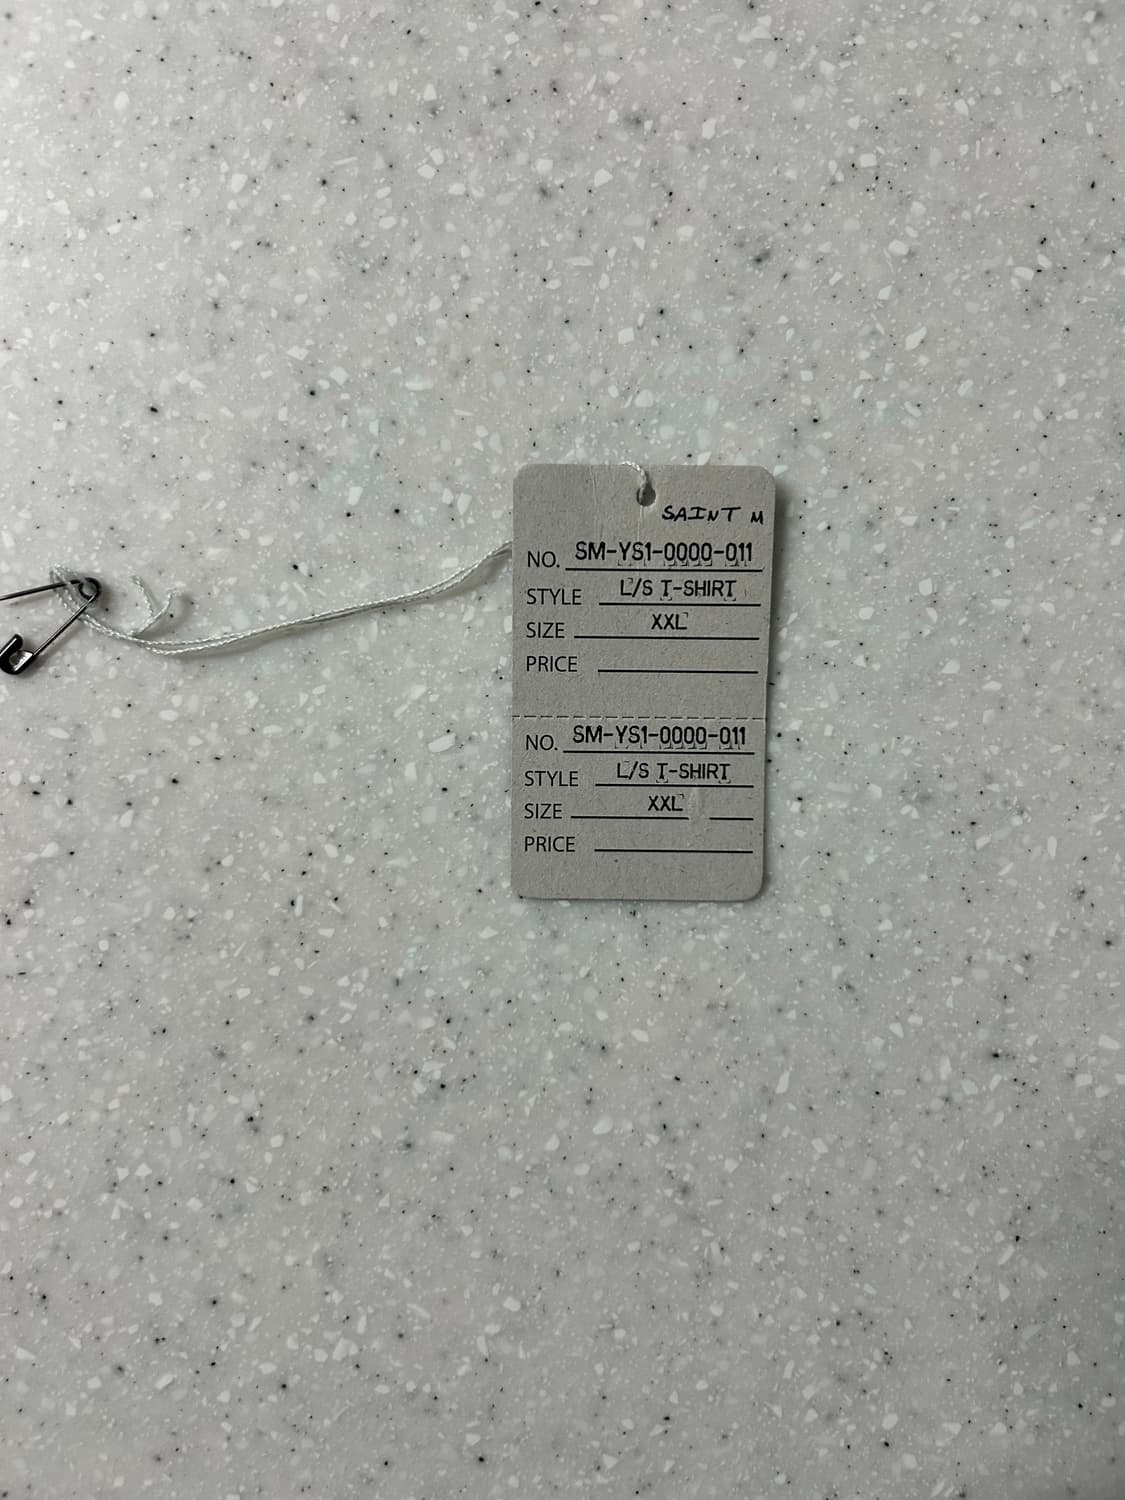 SAINT M
NO. SM-YS1-0000-011
STYLE L/S T-SHIRT
SIZE XXL
PRICE
NO. SM-YS1-0000-011
STYLE L/S T-SHIRT
SIZE XXL
PRICE